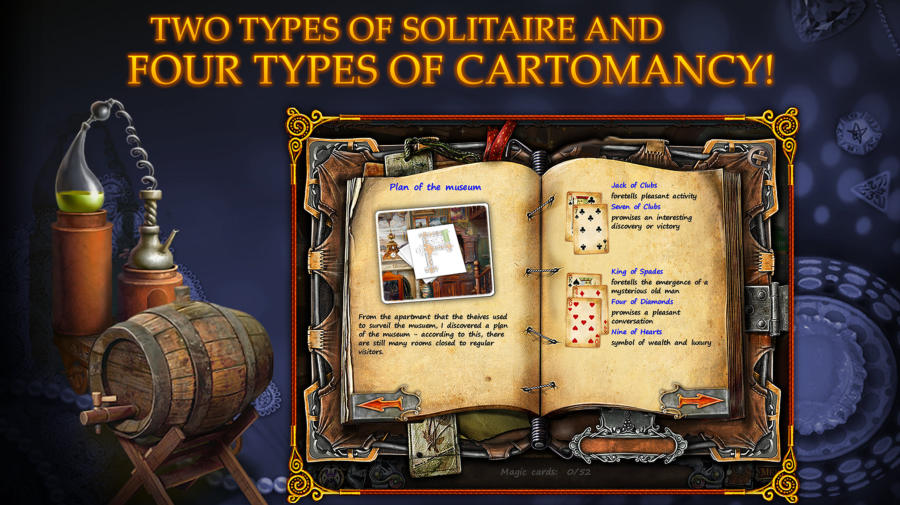 TWO TYPES OF SOLITAIRE AND
FOUR TYPES OF CARTOMANCY!
Plan of the museum
From the apartment that the theives used
to surveil the musuem, I discovered a plan
of the museum - according to this, there
are still many rooms closed to regular
visitors.
Jack of Clubs
foretells pleasant activity
Seven of Clubs
promises an interesting
discovery or victory
King of Spades
foretells the emergence of a
mysterious old man
Four of Diamonds
promises a pleasant
conversation
Nine of Hearts
symbol of wealth and luxury
Magic cards: 0/52